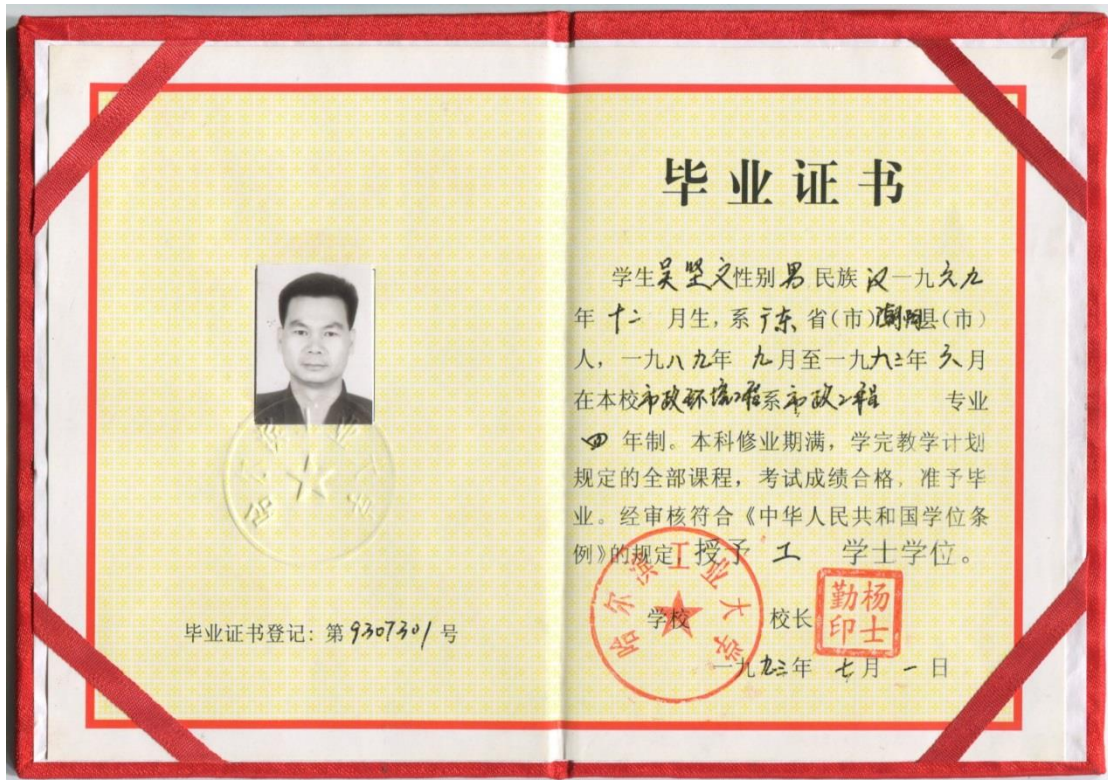 毕业证书登记：第9307301号
毕业证书
学生吴坚文性别男民族汉一九六九
年十二月生，系广东省（市）潮阳县（市）
人，一九八九年九月至一九九三年六月
在本校市政环境工程系市政工程专业
四年制。本科修业期满，学完教学计划
规定的全部课程，考试成绩合格，准予毕
业。经审核符合《中华人民共和国学位条
例》的规定，授予工学士学位。
学校 校长
哈尔滨工业大学
杨士勤印
一九九三年七月一日